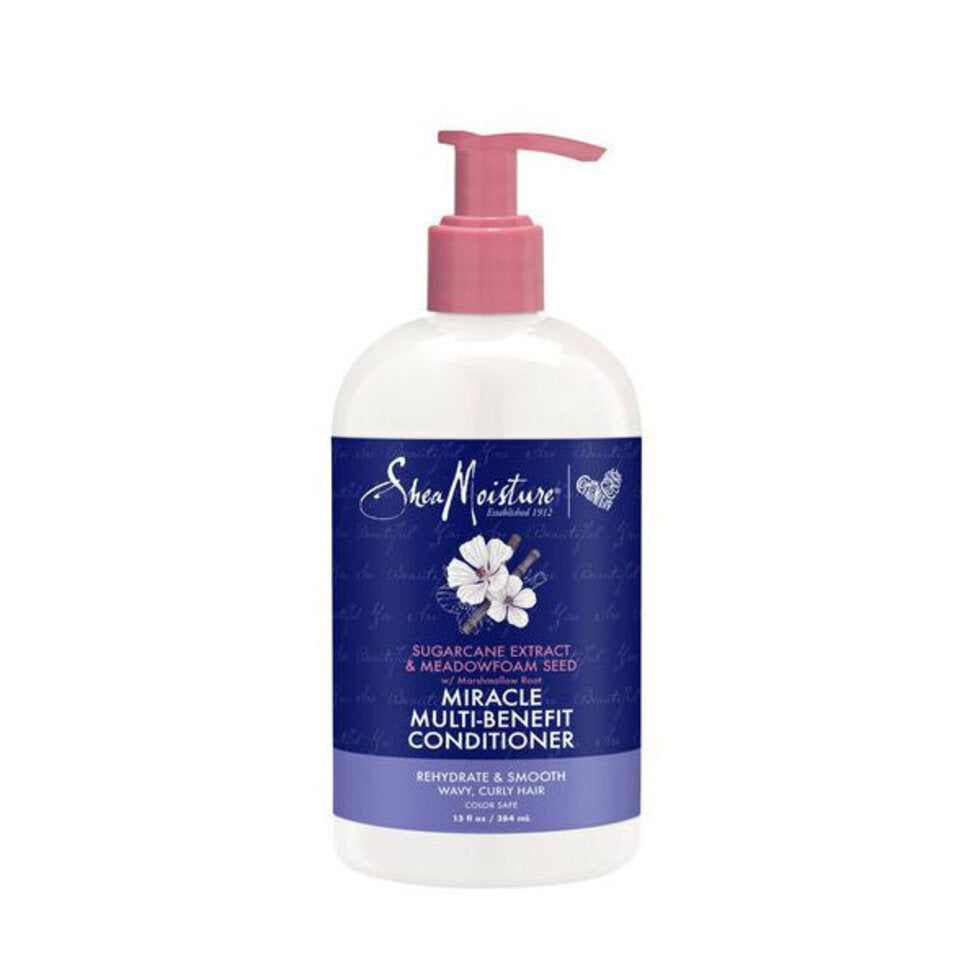 SheaMoisture®
Established 1912
SUGARCANE EXTRACT
& MEADOWFOAM SEED
w/ Marshmallow Root
MIRACLE
MULTI-BENEFIT
CONDITIONER
REHYDRATE & SMOOTH
WAVY, CURLY HAIR
COLOR SAFE
13 fl oz / 384 mL